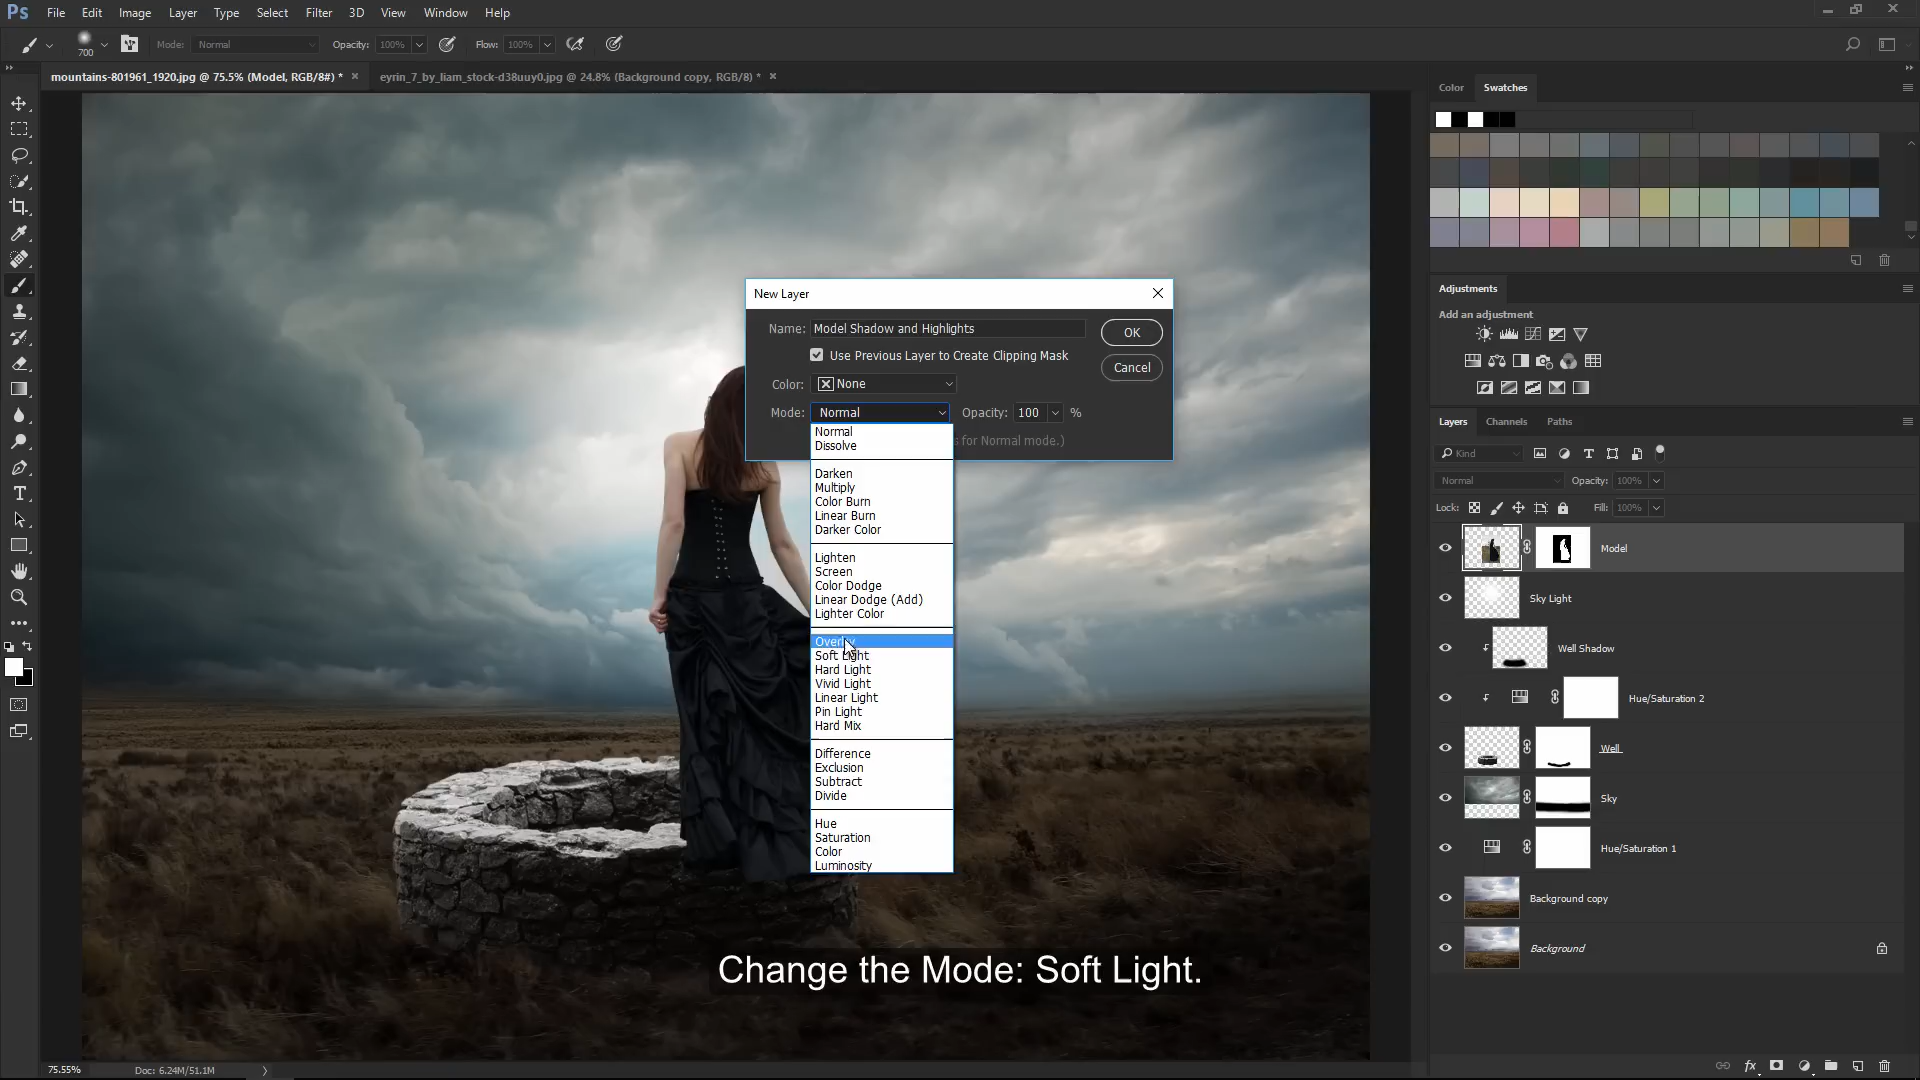 Ps File Edit Image Layer Type Select Filter 3D View Window Help
700 Mode: Normal Opacity: 100% Flow: 100%
mountains-801961_1920.jpg @ 75.5% (Model, RGB/8#) * × eyrin_7_by_liam_stock-d38uuy0.jpg @ 24.8% (Background copy, RGB/8) * ×
Color Swatches
Adjustments
Add an adjustment
Layers Channels Paths
Kind
Normal Opacity: 100%
Lock: Fill: 100%
Model
Sky Light
Well Shadow
Hue/Saturation 2
Well
Sky
Hue/Saturation 1
Background copy
Background
New Layer
Name: Model Shadow and Highlights OK
Use Previous Layer to Create Clipping Mask
Cancel
Color: None
Mode: Normal Opacity: 100 %
s for Normal mode.)
Normal
Dissolve
Darken
Multiply
Color Burn
Linear Burn
Darker Color
Lighten
Screen
Color Dodge
Linear Dodge (Add)
Lighter Color
Overlay
Soft Light
Hard Light
Vivid Light
Linear Light
Pin Light
Hard Mix
Difference
Exclusion
Subtract
Divide
Hue
Saturation
Color
Luminosity
Change the Mode: Soft Light.
75.55% Doc: 6.24M/51.1M
fx